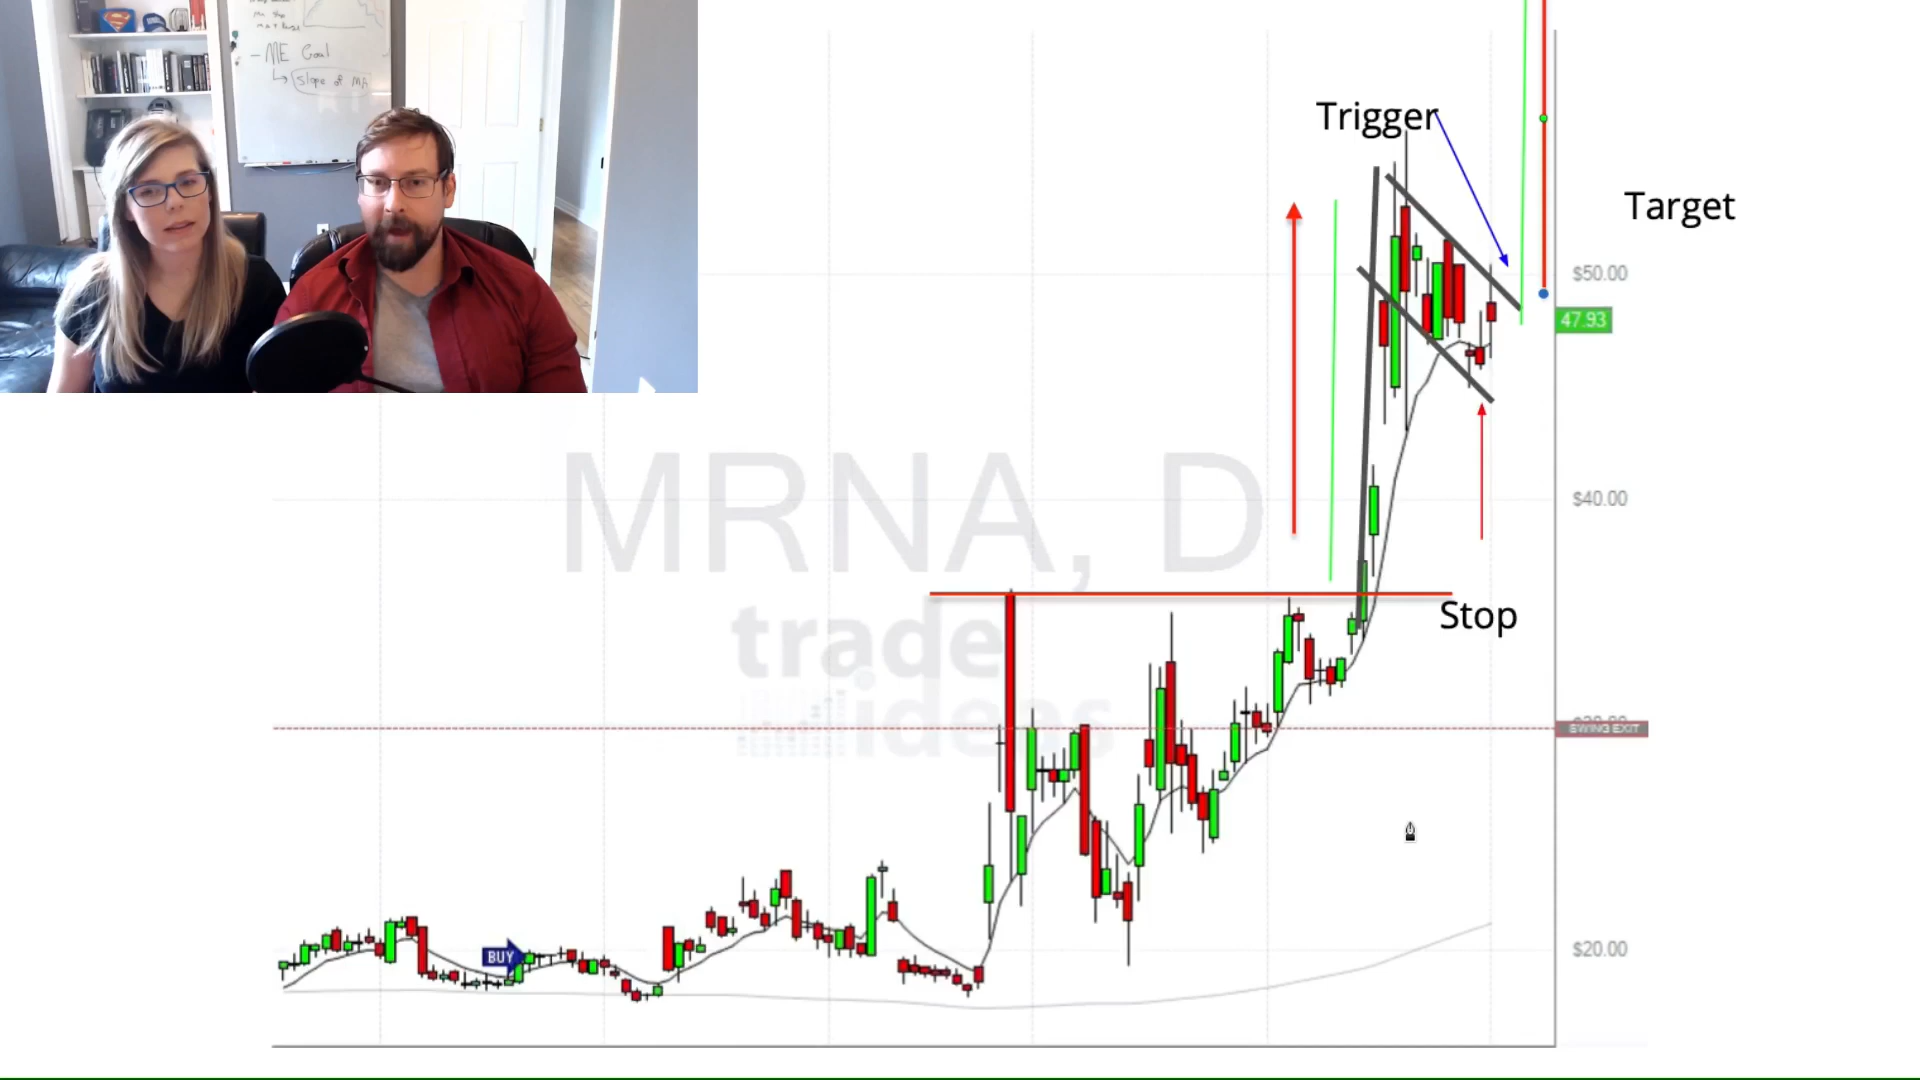 - ME Goal
↳ slope of MA
Trigger
Target
$50.00
47.93
MRNA, D
$40.00
Stop
trade
ideas
SWING EXIT
BUY
$20.00